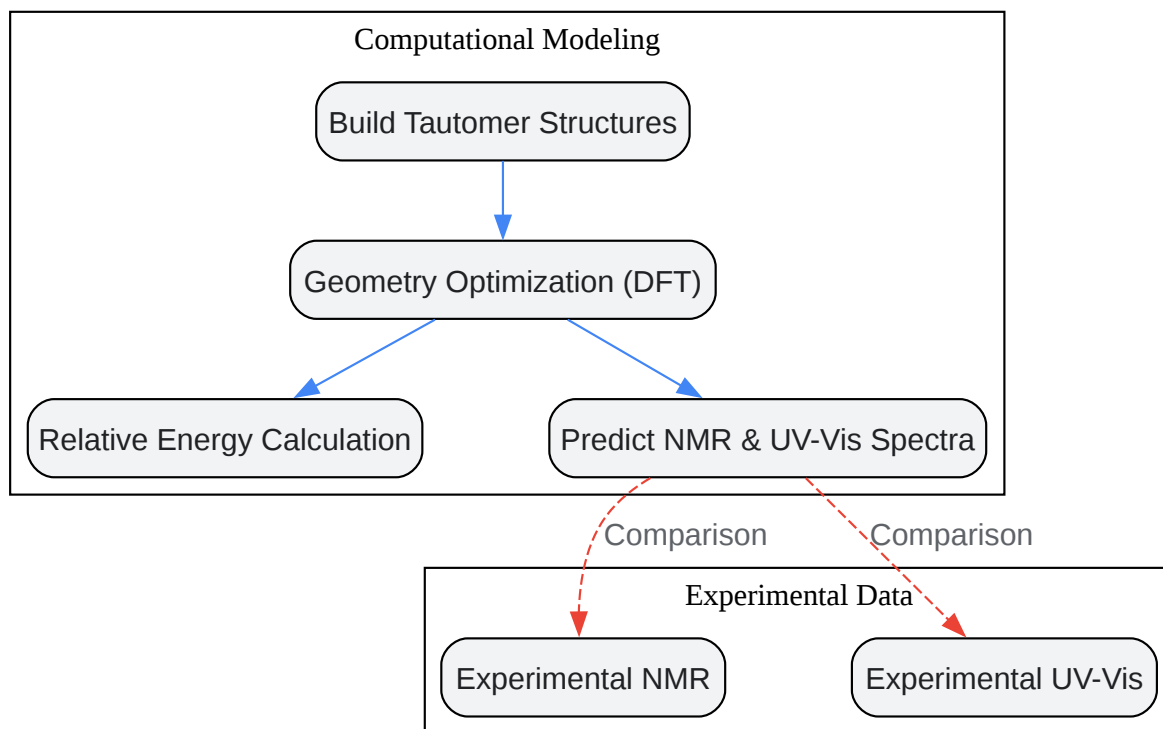 Computational Modeling
Build Tautomer Structures
Geometry Optimization (DFT)
Relative Energy Calculation
Predict NMR & UV-Vis Spectra
Comparison
Comparison
Experimental Data
Experimental NMR
Experimental UV-Vis